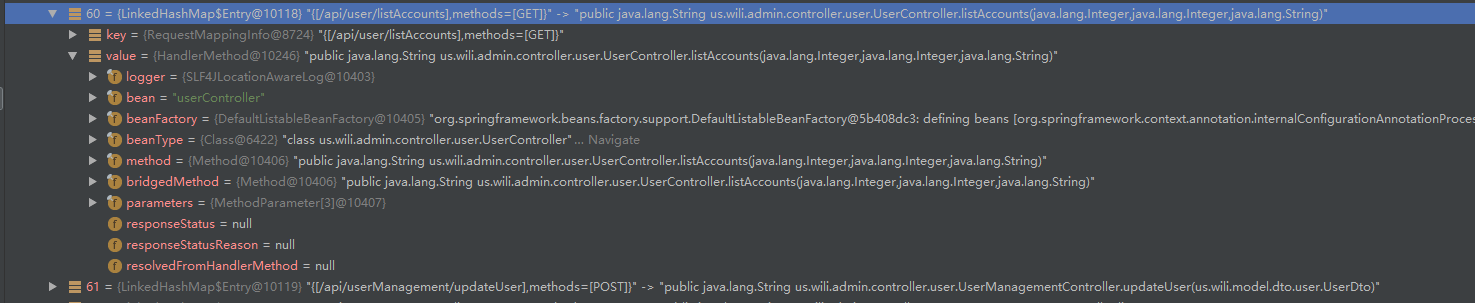 60 = {LinkedHashMap$Entry@10118} "{[/api/user/listAccounts],methods=[GET]}" -> "public java.lang.String us.wili.admin.controller.user.UserController.listAccounts(java.lang.Integer,java.lang.Integer,java.lang.String)"
key = {RequestMappingInfo@8724} "{[/api/user/listAccounts],methods=[GET]}"
value = {HandlerMethod@10246} "public java.lang.String us.wili.admin.controller.user.UserController.listAccounts(java.lang.Integer,java.lang.Integer,java.lang.String)"
f logger = {SLF4JLocationAwareLog@10403}
f bean = "userController"
f beanFactory = {DefaultListableBeanFactory@10405} "org.springframework.beans.factory.support.DefaultListableBeanFactory@5b408dc3: defining beans [org.springframework.context.annotation.internalConfigurationAnnotationProces
f beanType = {Class@6422} "class us.wili.admin.controller.user.UserController" ... Navigate
f method = {Method@10406} "public java.lang.String us.wili.admin.controller.user.UserController.listAccounts(java.lang.Integer,java.lang.Integer,java.lang.String)"
f bridgedMethod = {Method@10406} "public java.lang.String us.wili.admin.controller.user.UserController.listAccounts(java.lang.Integer,java.lang.Integer,java.lang.String)"
f parameters = {MethodParameter[3]@10407}
f responseStatus = null
f responseStatusReason = null
f resolvedFromHandlerMethod = null
61 = {LinkedHashMap$Entry@10119} "{[/api/userManagement/updateUser],methods=[POST]}" -> "public java.lang.String us.wili.admin.controller.user.UserManagementController.updateUser(us.wili.model.dto.user.UserDto)"